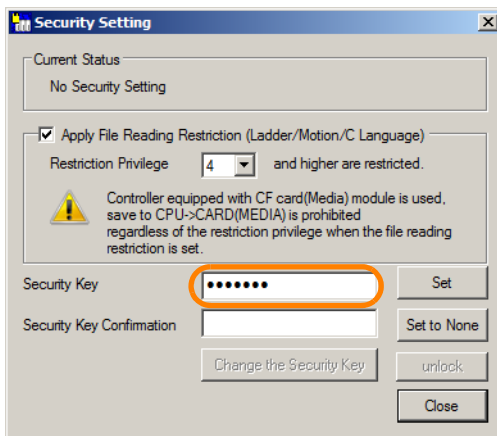 Security Setting
Current Status
No Security Setting
Apply File Reading Restriction (Ladder/Motion/C Language)
Restriction Privilege 4 and higher are restricted.
Controller equipped with CF card(Media) module is used,
save to CPU->CARD(MEDIA) is prohibited
regardless of the restriction privilege when the file reading
restriction is set.
Security Key ••••••• Set
Security Key Confirmation Set to None
Change the Security Key unlock
Close